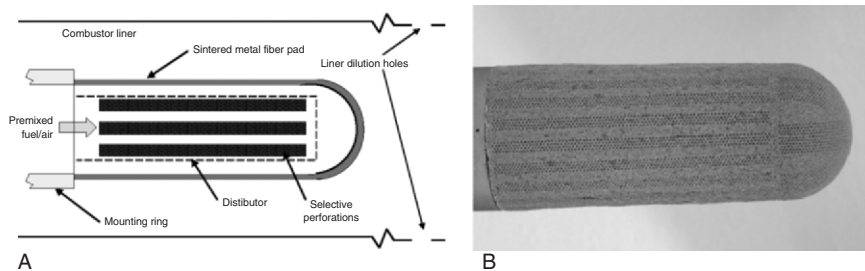 Combustor liner
Sintered metal fiber pad
Liner dilution holes
Premixed
fuel/air
Distibutor
Selective
perforations
Mounting ring
A
B